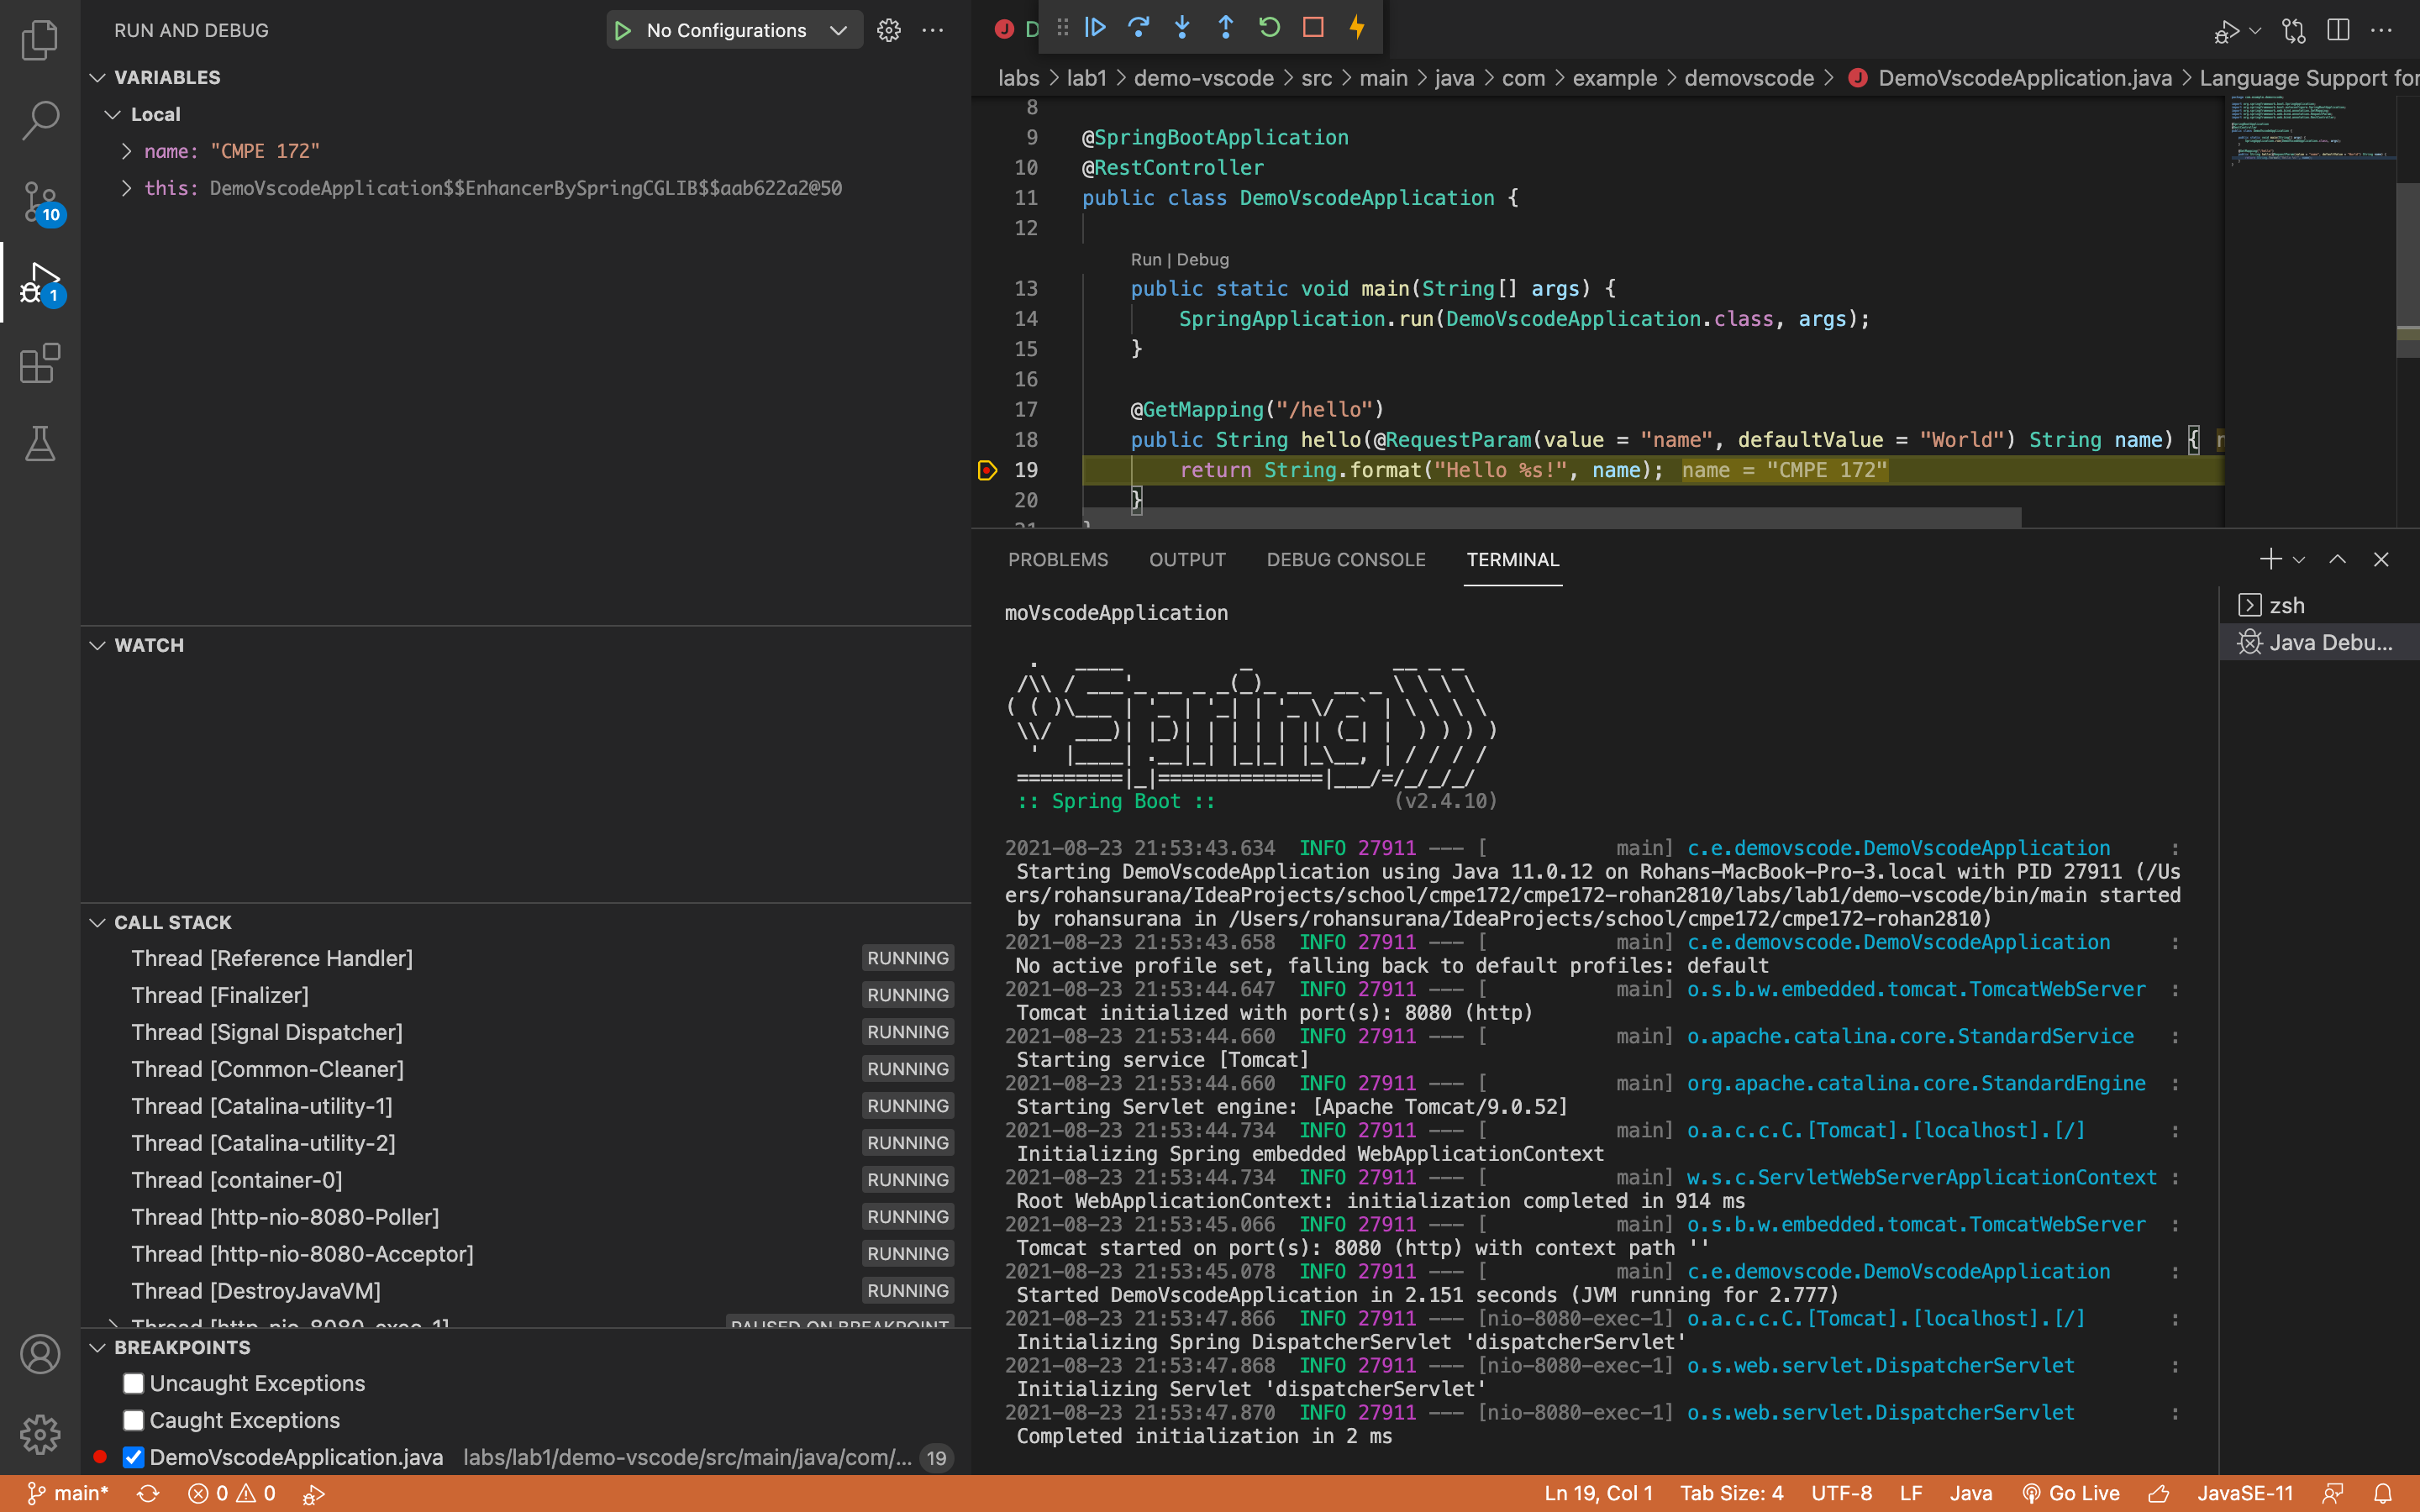 RUN AND DEBUG
No Configurations
VARIABLES
Local
name: "CMPE 172"
this: DemoVscodeApplication$$EnhancerBySpringCGLIB$$aab622a2@50
10
1
WATCH
CALL STACK
Thread [Reference Handler] RUNNING
Thread [Finalizer] RUNNING
Thread [Signal Dispatcher] RUNNING
Thread [Common-Cleaner] RUNNING
Thread [Catalina-utility-1] RUNNING
Thread [Catalina-utility-2] RUNNING
Thread [container-0] RUNNING
Thread [http-nio-8080-Poller] RUNNING
Thread [http-nio-8080-Acceptor] RUNNING
Thread [DestroyJavaVM] RUNNING
Thread [http-nio-8080-exec-1] PAUSED ON BREAKPOINT
BREAKPOINTS
Uncaught Exceptions
Caught Exceptions
DemoVscodeApplication.java labs/lab1/demo-vscode/src/main/java/com/... 19
J D
labs > lab1 > demo-vscode > src > main > java > com > example > demovscode > J DemoVscodeApplication.java > Language Support for
8
9 @SpringBootApplication
10 @RestController
11 public class DemoVscodeApplication {
12
Run | Debug
13 public static void main(String[] args) {
14 SpringApplication.run(DemoVscodeApplication.class, args);
15 }
16
17 @GetMapping("/hello")
18 public String hello(@RequestParam(value = "name", defaultValue = "World") String name) {
19 return String.format("Hello %s!", name); name = "CMPE 172"
20 }
21 }
PROBLEMS OUTPUT DEBUG CONSOLE TERMINAL
zsh
Java Debu...
moVscodeApplication
  .   ____          _            __ _ _
 /\\ / ___'_ __ _ _(_)_ __  __ _ \ \ \ \
( ( )\___ | '_ | '_| | '_ \/ _` | \ \ \ \
 \\/  ___)| |_)| | | | | || (_| |  ) ) ) )
  '  |____| .__|_| |_|_| |_\__, | / / / /
 =========|_|==============|___/=/_/_/_/
 :: Spring Boot :: (v2.4.10)
2021-08-23 21:53:43.634 INFO 27911 --- [ main] c.e.demovscode.DemoVscodeApplication :
Starting DemoVscodeApplication using Java 11.0.12 on Rohans-MacBook-Pro-3.local with PID 27911 (/Us
ers/rohansurana/IdeaProjects/school/cmpe172/cmpe172-rohan2810/labs/lab1/demo-vscode/bin/main started
by rohansurana in /Users/rohansurana/IdeaProjects/school/cmpe172/cmpe172-rohan2810)
2021-08-23 21:53:43.658 INFO 27911 --- [ main] c.e.demovscode.DemoVscodeApplication :
No active profile set, falling back to default profiles: default
2021-08-23 21:53:44.647 INFO 27911 --- [ main] o.s.b.w.embedded.tomcat.TomcatWebServer :
Tomcat initialized with port(s): 8080 (http)
2021-08-23 21:53:44.660 INFO 27911 --- [ main] o.apache.catalina.core.StandardService :
Starting service [Tomcat]
2021-08-23 21:53:44.660 INFO 27911 --- [ main] org.apache.catalina.core.StandardEngine :
Starting Servlet engine: [Apache Tomcat/9.0.52]
2021-08-23 21:53:44.734 INFO 27911 --- [ main] o.a.c.c.C.[Tomcat].[localhost].[/] :
Initializing Spring embedded WebApplicationContext
2021-08-23 21:53:44.734 INFO 27911 --- [ main] w.s.c.ServletWebServerApplicationContext :
Root WebApplicationContext: initialization completed in 914 ms
2021-08-23 21:53:45.066 INFO 27911 --- [ main] o.s.b.w.embedded.tomcat.TomcatWebServer :
Tomcat started on port(s): 8080 (http) with context path ''
2021-08-23 21:53:45.078 INFO 27911 --- [ main] c.e.demovscode.DemoVscodeApplication :
Started DemoVscodeApplication in 2.151 seconds (JVM running for 2.777)
2021-08-23 21:53:47.866 INFO 27911 --- [nio-8080-exec-1] o.a.c.c.C.[Tomcat].[localhost].[/] :
Initializing Spring DispatcherServlet 'dispatcherServlet'
2021-08-23 21:53:47.868 INFO 27911 --- [nio-8080-exec-1] o.s.web.servlet.DispatcherServlet :
Initializing Servlet 'dispatcherServlet'
2021-08-23 21:53:47.870 INFO 27911 --- [nio-8080-exec-1] o.s.web.servlet.DispatcherServlet :
Completed initialization in 2 ms
main* 0 0 Ln 19, Col 1 Tab Size: 4 UTF-8 LF Java Go Live JavaSE-11